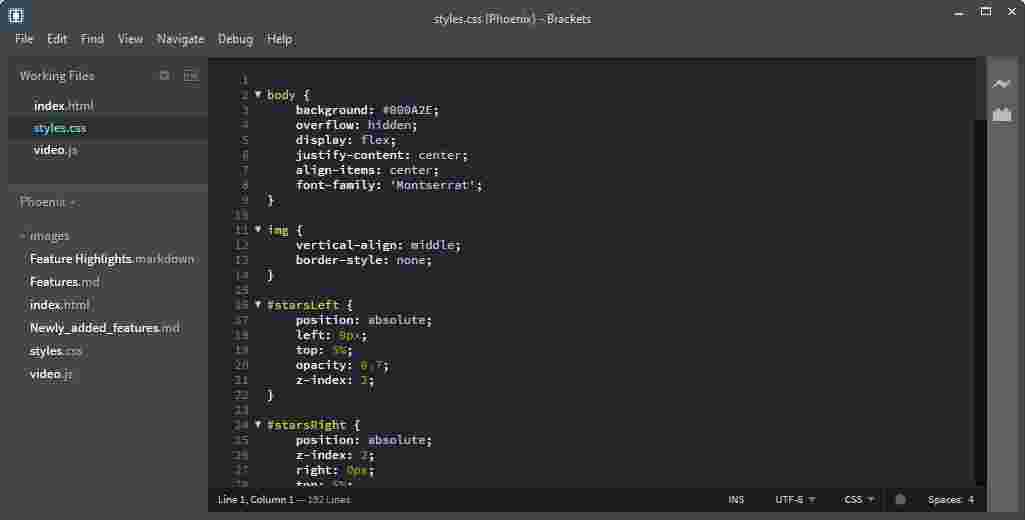 styles.css (Phoenix) - Brackets
File Edit Find View Navigate Debug Help
Working Files
index.html
styles.css
video.js
Phoenix
images
Feature Highlights.markdown
Features.md
index.html
Newly_added_features.md
styles.css
video.js
1
2 body {
3 background: #000A2E;
4 overflow: hidden;
5 display: flex;
6 justify-content: center;
7 align-items: center;
8 font-family: 'Montserrat';
9 }
10
11 img {
12 vertical-align: middle;
13 border-style: none;
14 }
15
16 #starsLeft {
17 position: absolute;
18 left: 0px;
19 top: 5%;
20 opacity: 0.7;
21 z-index: 2;
22 }
23
24 #starsRight {
25 position: absolute;
26 z-index: 2;
27 right: 0px;
28 top: 5%;
Line 1, Column 1 — 192 Lines INS UTF-8 CSS Spaces: 4